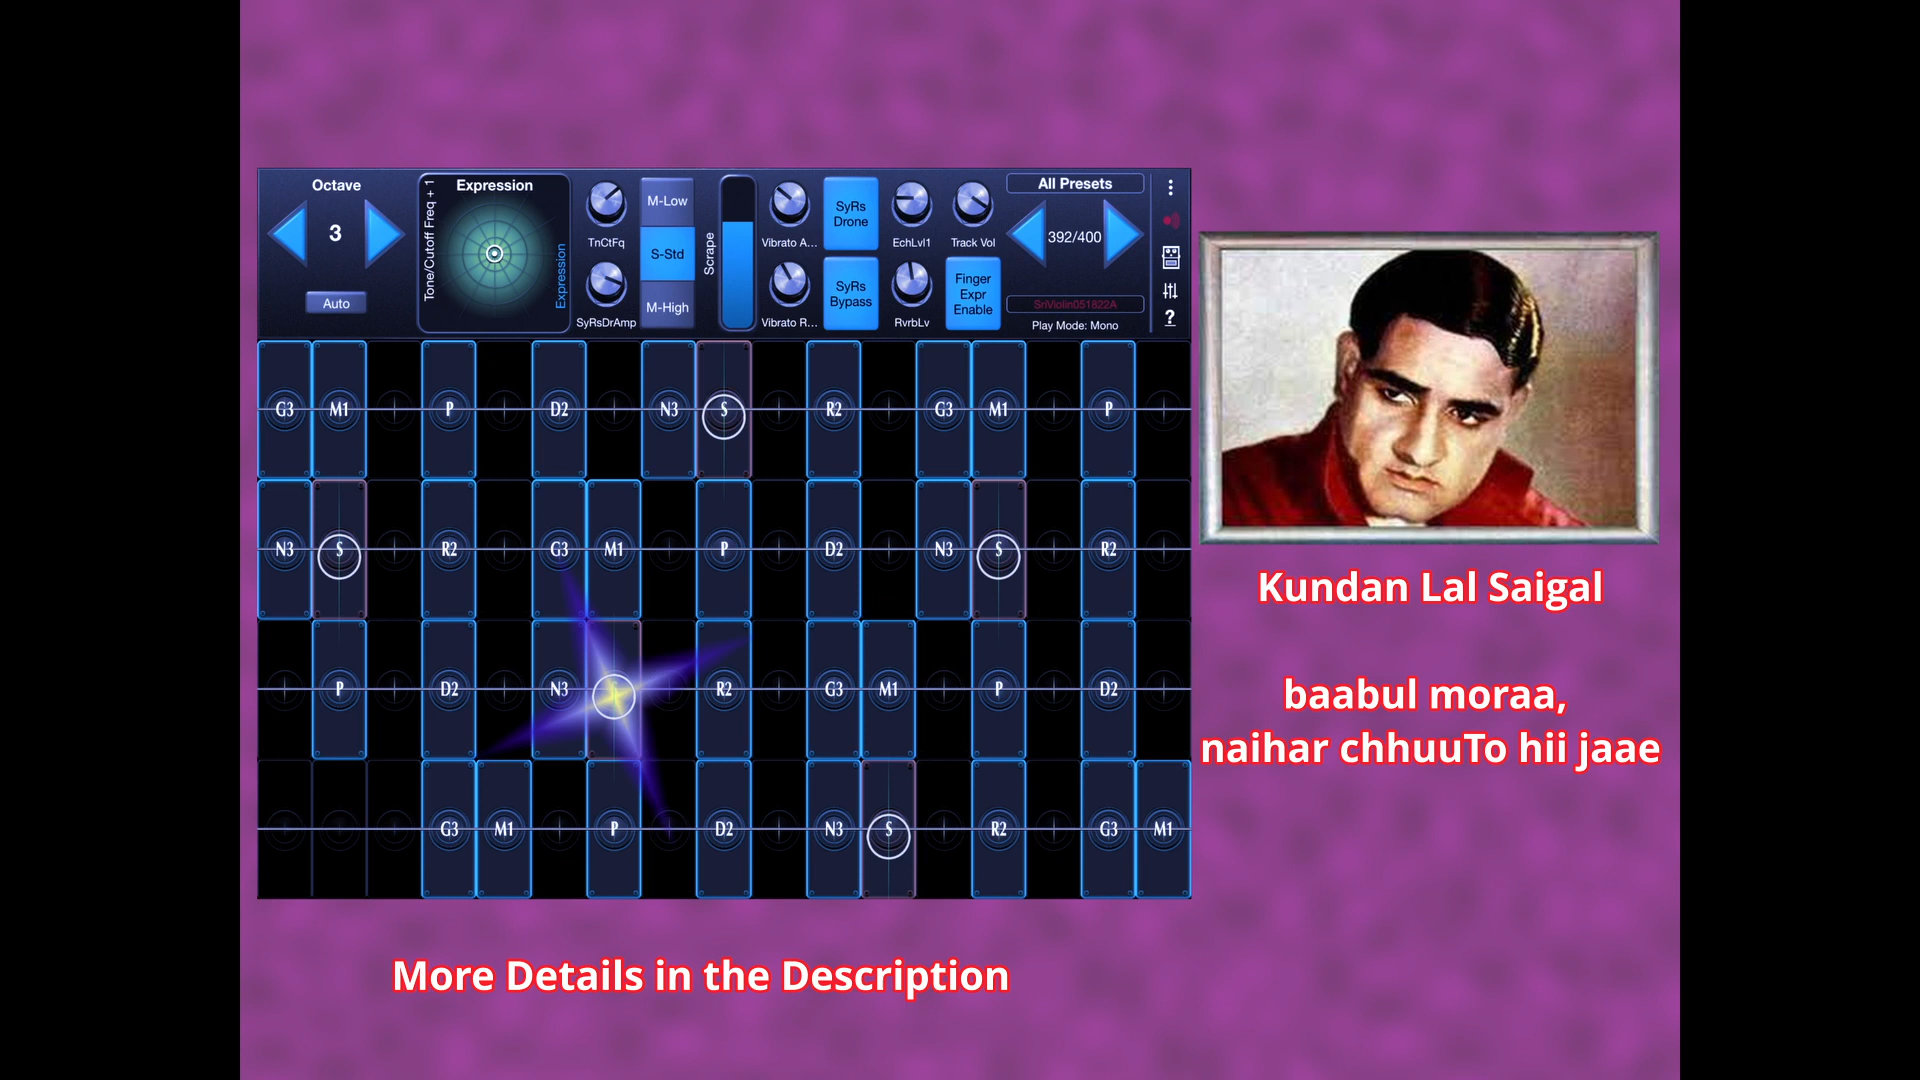 Octave
3
Auto
Tone/Cutoff Freq + 1
Expression
Expression
TnCtFq
SyRsDrAmp
M-Low
S-Std
M-High
Scrape
Vibrato A...
Vibrato R...
SyRs
Drone
SyRs
Bypass
EchLvl1
RvrbLv
Track Vol
Finger
Expr
Enable
All Presets
392/400
SriViolin051822A
Play Mode: Mono
?
G3 M1 P D2 N3 S R2 G3 M1 P
N3 S R2 G3 M1 P D2 N3 S R2
P D2 N3 R2 G3 M1 P D2
G3 M1 P D2 N3 S R2 G3 M1
Kundan Lal Saigal
baabul moraa,
naihar chhuuTo hii jaae
More Details in the Description